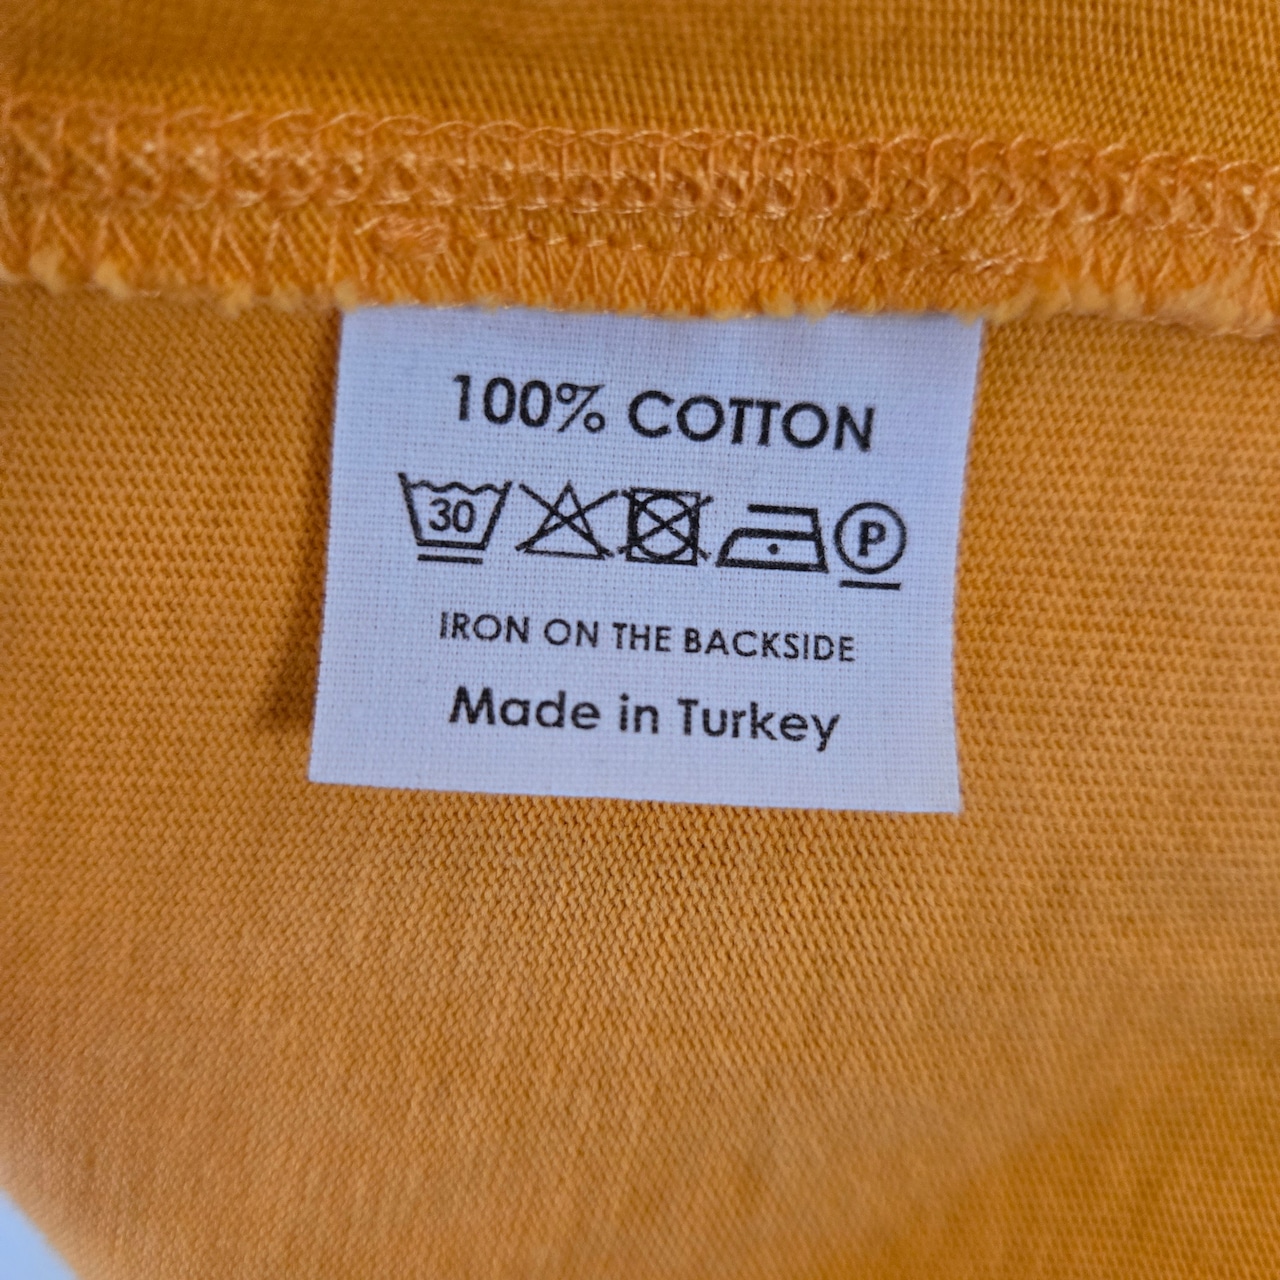 100% COTTON
30 P
IRON ON THE BACKSIDE
Made in Turkey